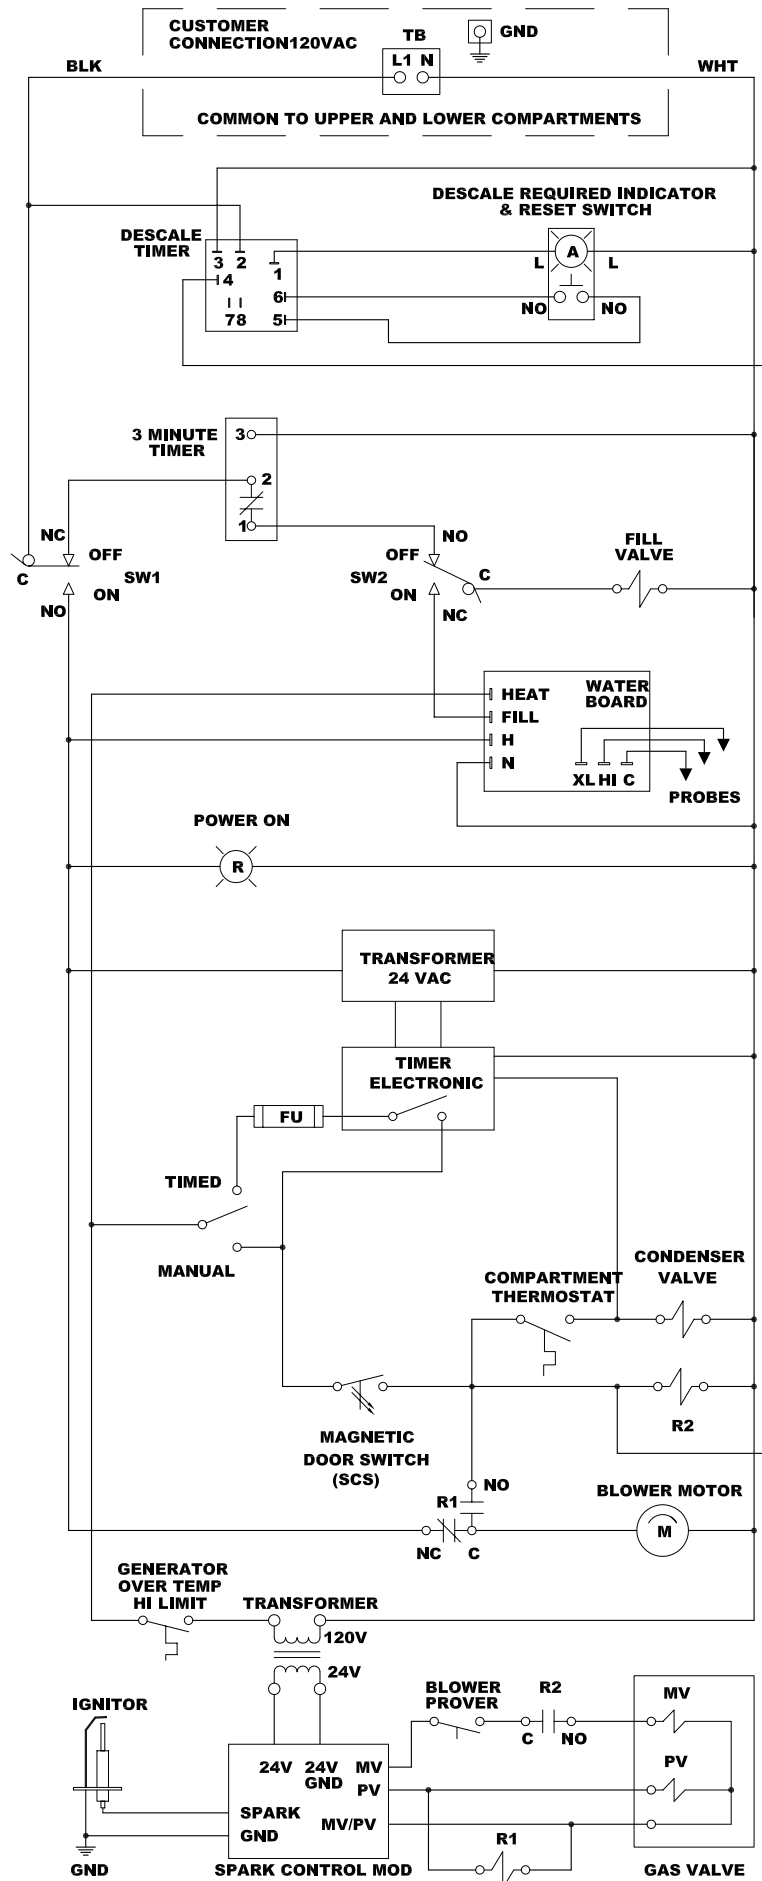 CUSTOMER
CONNECTION120VAC
TB
GND
L1 N
BLK
WHT
COMMON TO UPPER AND LOWER COMPARTMENTS
DESCALE REQUIRED INDICATOR
& RESET SWITCH
DESCALE
TIMER
3 2
1
4
6
78
5
L
A
L
NO
NO
3 MINUTE
TIMER
3
2
1
NC
OFF
C
SW1
ON
NO
NO
OFF
SW2
C
ON
NC
FILL
VALVE
HEAT
FILL
H
N
WATER
BOARD
XL HI C
PROBES
POWER ON
R
TRANSFORMER
24 VAC
TIMER
ELECTRONIC
FU
TIMED
MANUAL
COMPARTMENT
THERMOSTAT
CONDENSER
VALVE
MAGNETIC
DOOR SWITCH
(SCS)
R2
NO
R1
NC
C
BLOWER MOTOR
M
GENERATOR
OVER TEMP
HI LIMIT
TRANSFORMER
120V
24V
IGNITOR
BLOWER
PROVER
R2
C
NO
MV
PV
24V
24V
GND
MV
PV
SPARK
MV/PV
GND
R1
GND
SPARK CONTROL MOD
GAS VALVE